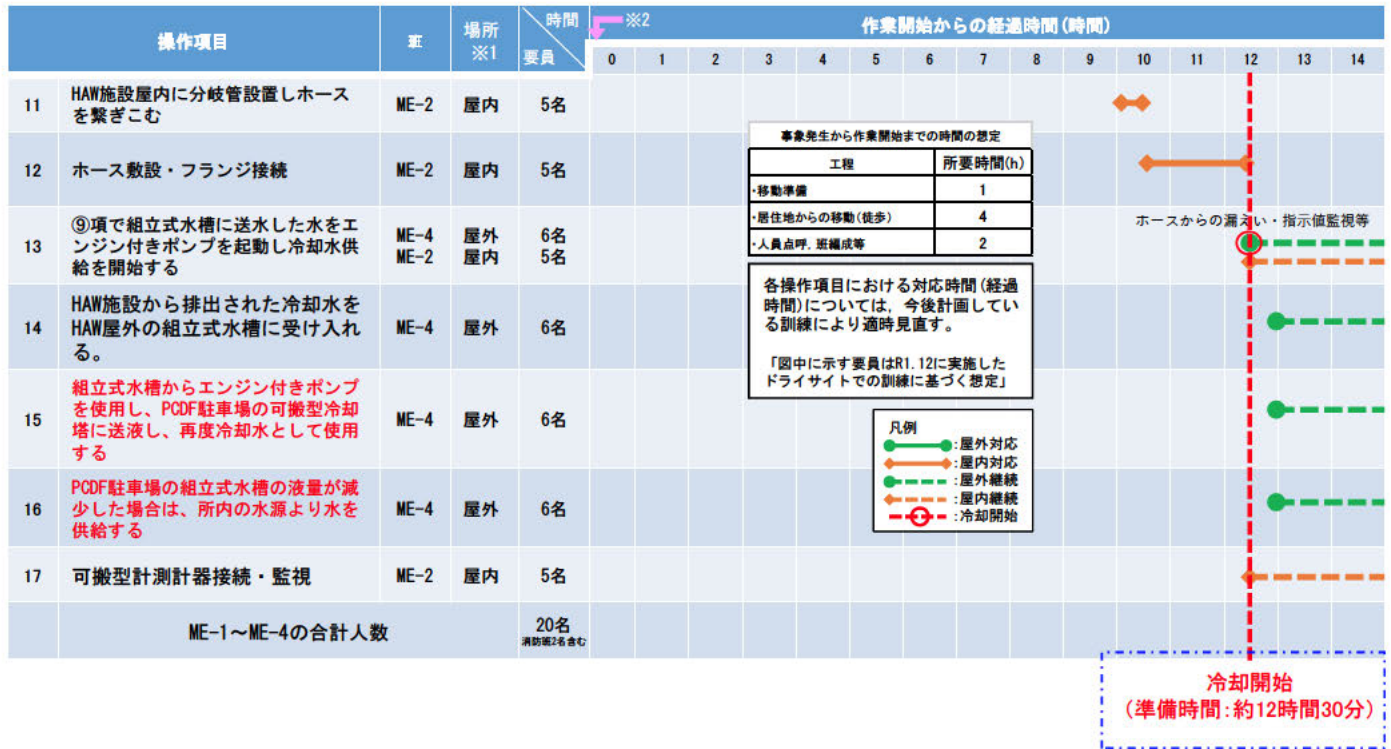 操作項目
班
場所
※1
時間
要員
※2
作業開始からの経過時間(時間)
0 1 2 3 4 5 6 7 8 9 10 11 12 13 14
11
HAW施設屋内に分岐管設置しホース
を繋ぎこむ
ME-2
屋内
5名
12
ホース敷設・フランジ接続
ME-2
屋内
5名
13
⑨項で組立式水槽に送水した水をエ
ンジン付きポンプを起動し冷却水供
給を開始する
ME-4 屋外 6名
ME-2 屋内 5名
ホースからの漏えい・指示値監視等
14
HAW施設から排出された冷却水を
HAW屋外の組立式水槽に受け入れ
る。
ME-4
屋外
6名
15
組立式水槽からエンジン付きポンプ
を使用し、PCDF駐車場の可搬型冷却
塔に送液し、再度冷却水として使用
する
ME-4
屋外
6名
16
PCDF駐車場の組立式水槽の液量が減
少した場合は、所内の水源より水を
供給する
ME-4
屋外
6名
17
可搬型計測計器接続・監視
ME-2
屋内
5名
ME-1～ME-4の合計人数
20名
消防班2名含む
事象発生から作業開始までの時間の想定
工程 所要時間(h)
・移動準備 1
・居住地からの移動(徒歩) 4
・人員点呼，班編成等 2
各操作項目における対応時間(経過
時間)については，今後計画してい
る訓練により適時見直す。
「図中に示す要員はR1.12に実施した
ドライサイトでの訓練に基づく想定」
凡例
:屋外対応
:屋内対応
:屋外継続
:屋内継続
:冷却開始
冷却開始
(準備時間:約12時間30分)